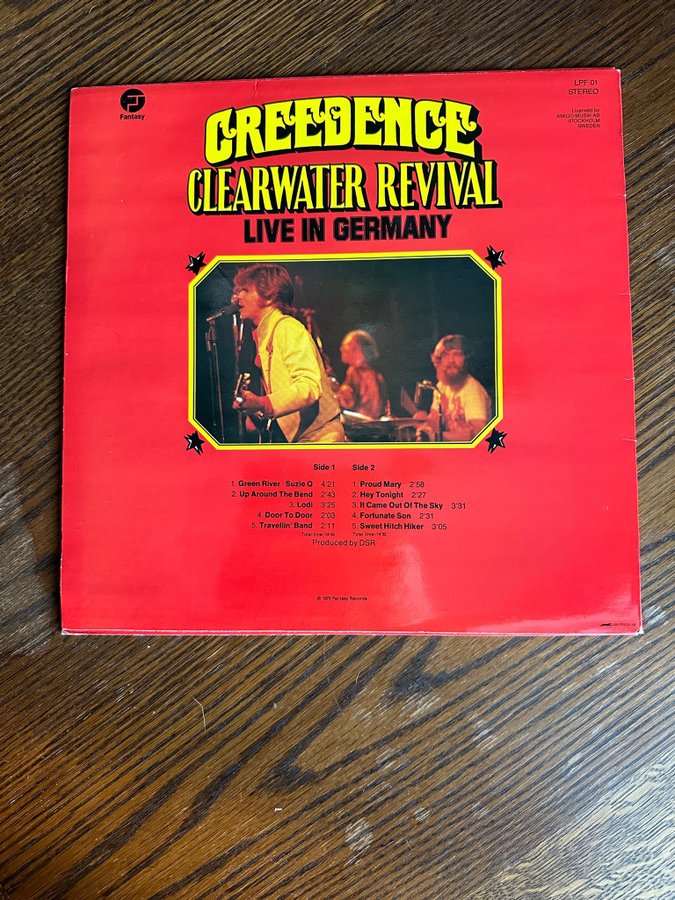 Fantasy
LPF 01
STEREO
Licensed by
AMIGO MUSIK AB
STOCKHOLM
SWEDEN
CREEDENCE
CLEARWATER REVIVAL
LIVE IN GERMANY
Side 1
1. Green River · Suzie Q 4'21
2. Up Around The Bend 2'43
3. Lodi 3'25
4. Door To Door 2'03
5. Travellin' Band 2'11
Side 2
1. Proud Mary 2'58
2. Hey Tonight 2'27
3. It Came Out Of The Sky 3'31
4. Fortunate Son 2'31
5. Sweet Hitch Hiker 3'05
Produced by DSR
Fantasy Records